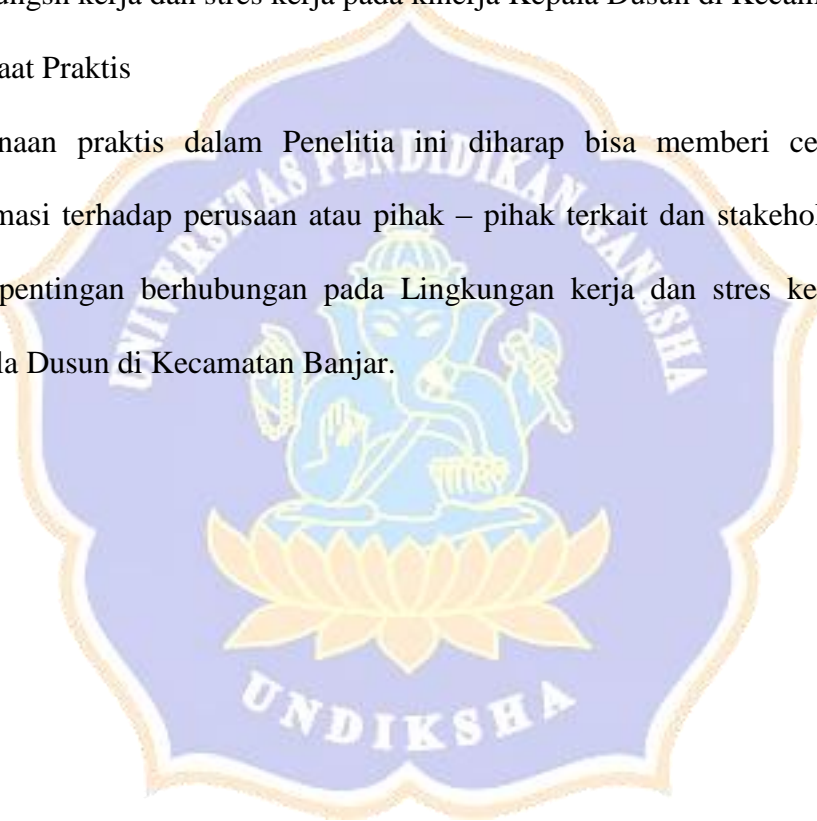 kerja dan stres kerja pada kinerja Kepala Dusun di
aat Praktis
naan praktis dalam Penelitia ini diharap bisa memberi ce
masi terhadap perusaan atau pihak – pihak terkait dan stakehol
pentingan berhubungan pada Lingkungan kerja dan stres ke
la Dusun di Kecamatan Banjar.
UNIVERSITAS PENDIDIKAN GANESHA
UNDIKSHA